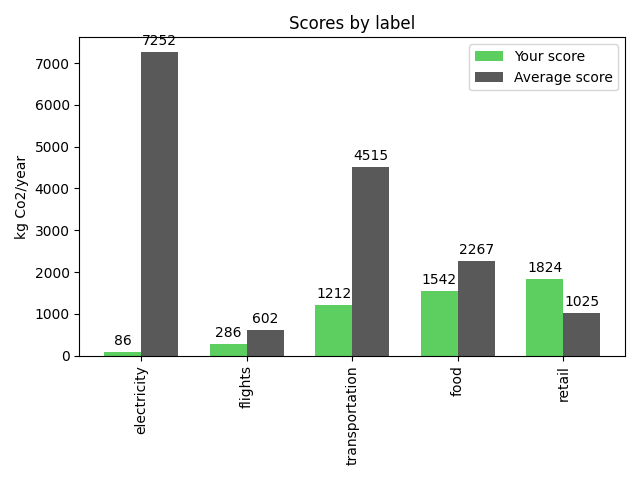 Scores by label
Your score
Average score
kg Co2/year
7000
6000
5000
4000
3000
2000
1000
0
86
7252
286
602
1212
4515
1542
2267
1824
1025
electricity
flights
transportation
food
retail